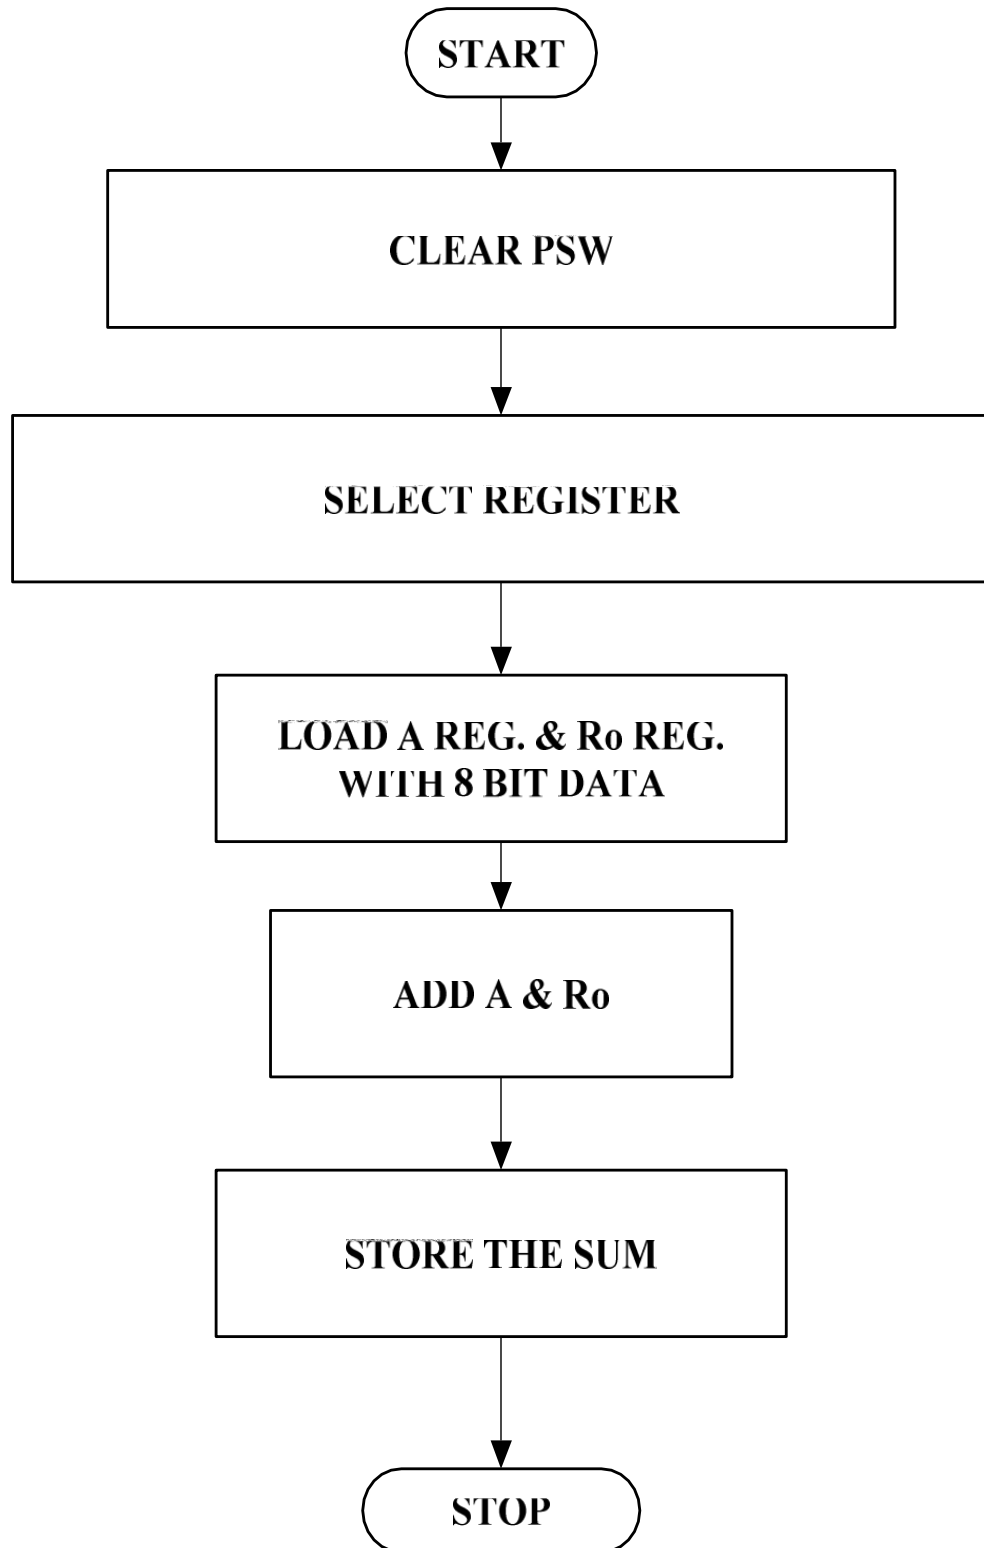 START
CLEAR PSW
SELECT REGISTER
LOAD A REG. & Ro REG.
WITH 8 BIT DATA
ADD A & Ro
STORE THE SUM
STOP